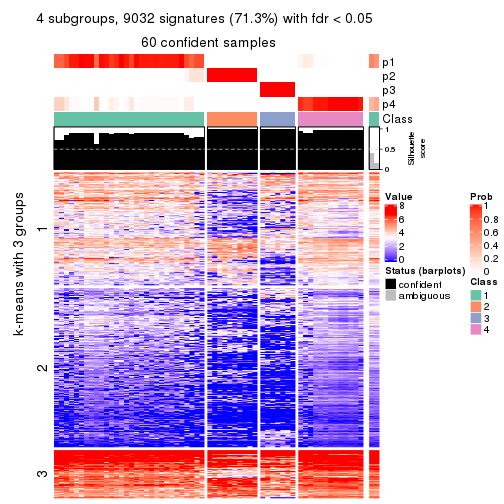 4 subgroups, 9032 signatures (71.3%) with fdr < 0.05
60 confident samples
p1
p2
p3
p4
Class
1
0.5
0
Silhouette
score
k-means with 3 groups
1
2
3
Value
8
6
4
2
0
Status (barplots)
confident
ambiguous
Prob
1
0.8
0.6
0.4
0.2
0
Class
1
2
3
4